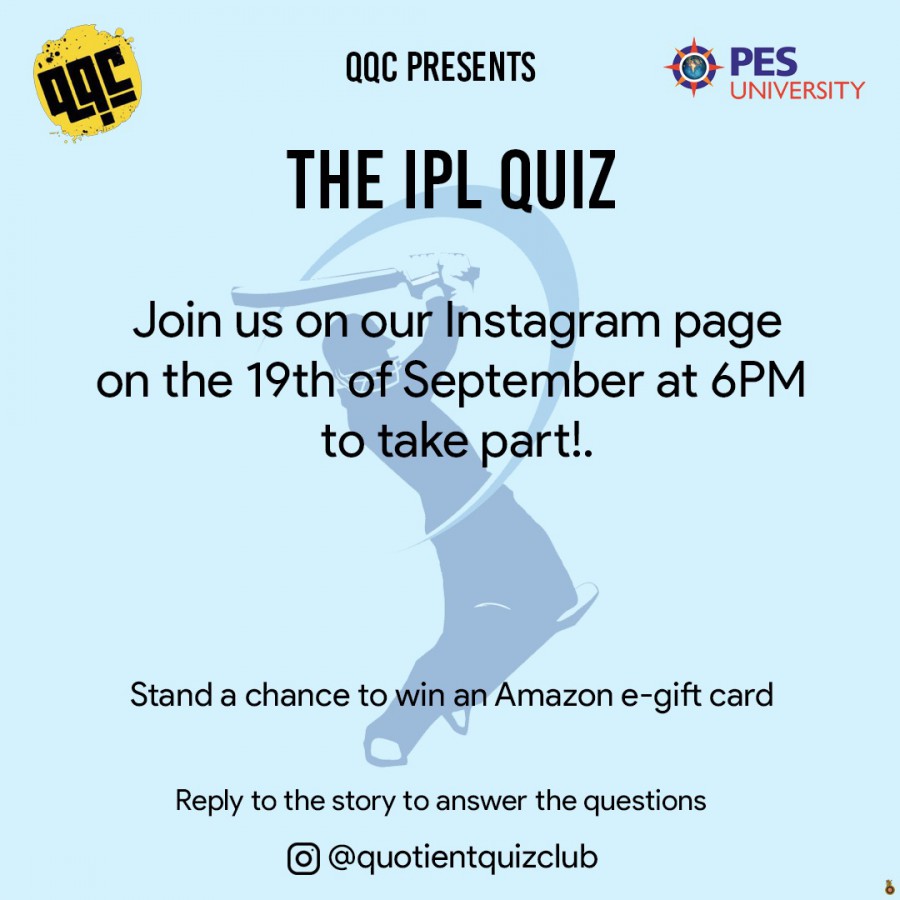 QQC
QQC PRESENTS
PES
UNIVERSITY
THE IPL QUIZ
Join us on our Instagram page
on the 19th of September at 6PM
to take part!.
Stand a chance to win an Amazon e-gift card
Reply to the story to answer the questions
@quotientquizclub